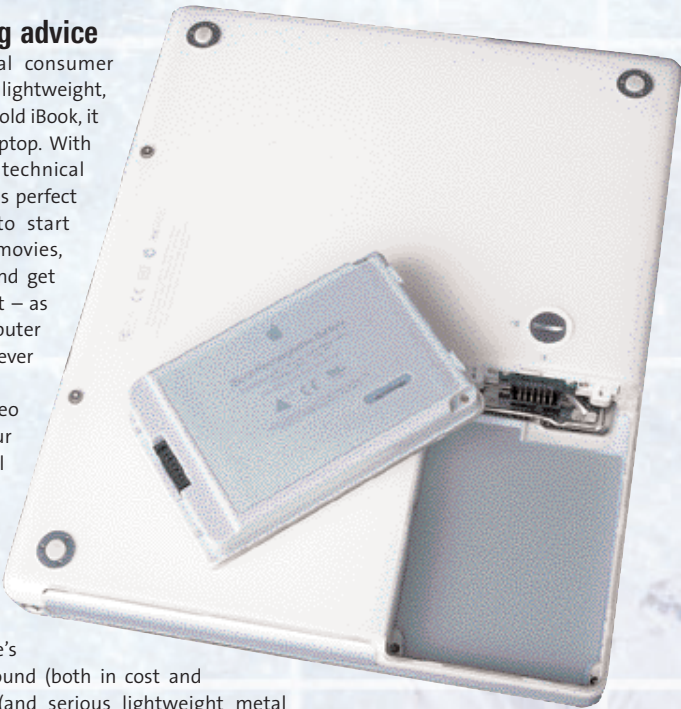 g advice
al consumer
lightweight,
old iBook, it
ptop. With
technical
s perfect
to start
movies,
nd get
t – as
puter
ever
eo
ur
l
e's
ound (both in cost and
(and serious lightweight metal